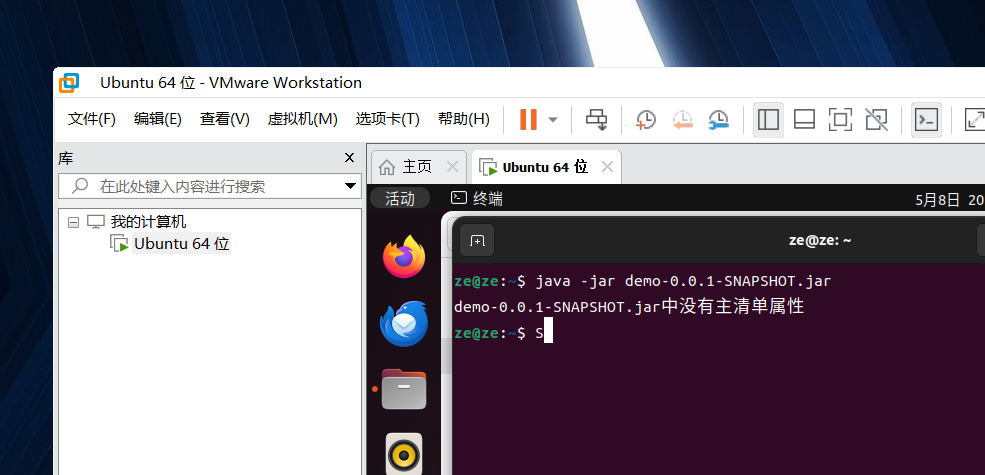 Ubuntu 64 位 - VMware Workstation
文件(F) 编辑(E) 查看(V) 虚拟机(M) 选项卡(T) 帮助(H)
库
主页 Ubuntu 64 位
在此处键入内容进行搜索
活动 终端 5月8日 20
我的计算机
Ubuntu 64 位
ze@ze: ~
ze@ze:~$ java -jar demo-0.0.1-SNAPSHOT.jar
demo-0.0.1-SNAPSHOT.jar中没有主清单属性
ze@ze:~$ S